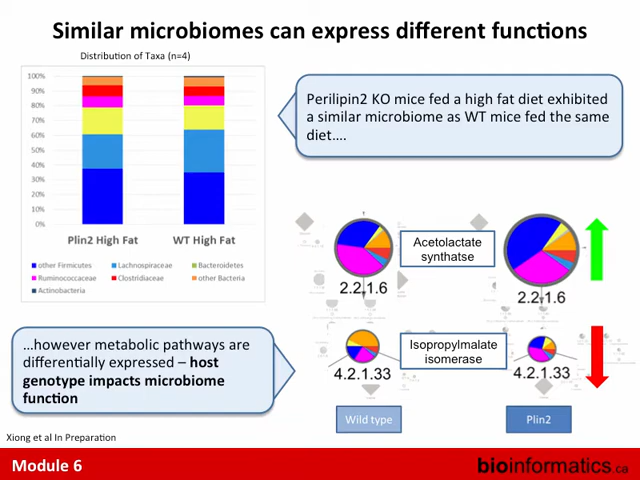 Similar microbiomes can express different functions
Distribution of Taxa (n=4)
100%
90%
80%
70%
60%
50%
40%
30%
20%
10%
0%
Plin2 High Fat
WT High Fat
other Firmicutes
Lachnospiraceae
Bacteroidetes
Ruminococcaceae
Clostridiaceae
other Bacteria
Actinobacteria
Perilipin2 KO mice fed a high fat diet exhibited
a similar microbiome as WT mice fed the same
diet....
Acetolactate
synthatse
2.2.1.6
2.2.1.6
Isopropylmalate
isomerase
4.2.1.33
4.2.1.33
Wild type
Plin2
...however metabolic pathways are
differentially expressed – host
genotype impacts microbiome
function
Xiong et al In Preparation
Module 6
bioinformatics.ca